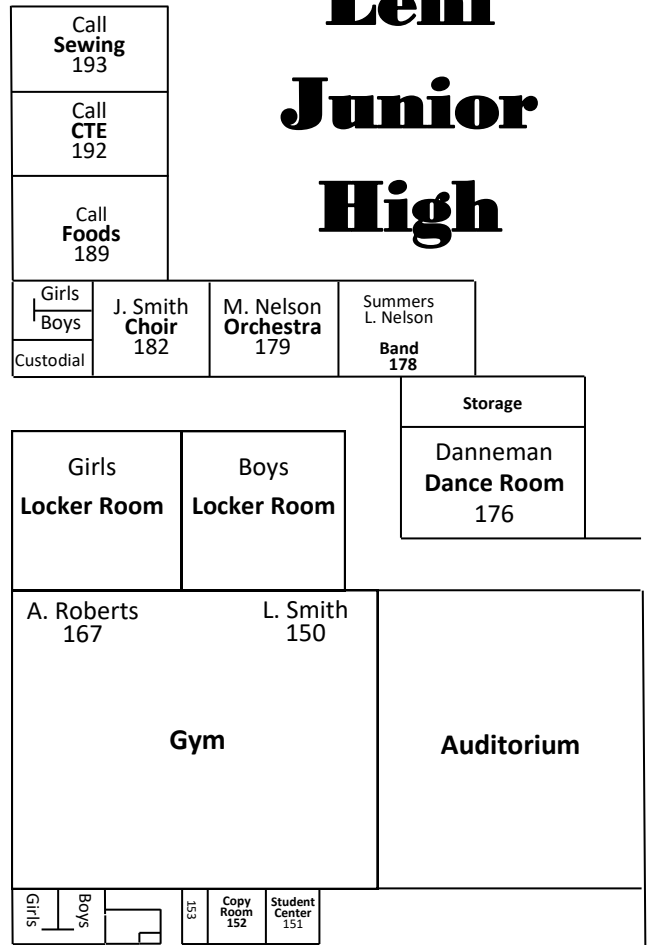 Lehi
Junior
High
Call
Sewing
193
Call
CTE
192
Call
Foods
189
Girls
Boys
Custodial
J. Smith
Choir
182
M. Nelson
Orchestra
179
Summers
L. Nelson
Band
178
Storage
Danneman
Dance Room
176
Girls
Locker Room
Boys
Locker Room
A. Roberts
167
L. Smith
150
Gym
Auditorium
Girls
Boys
153
Copy
Room
152
Student
Center
151